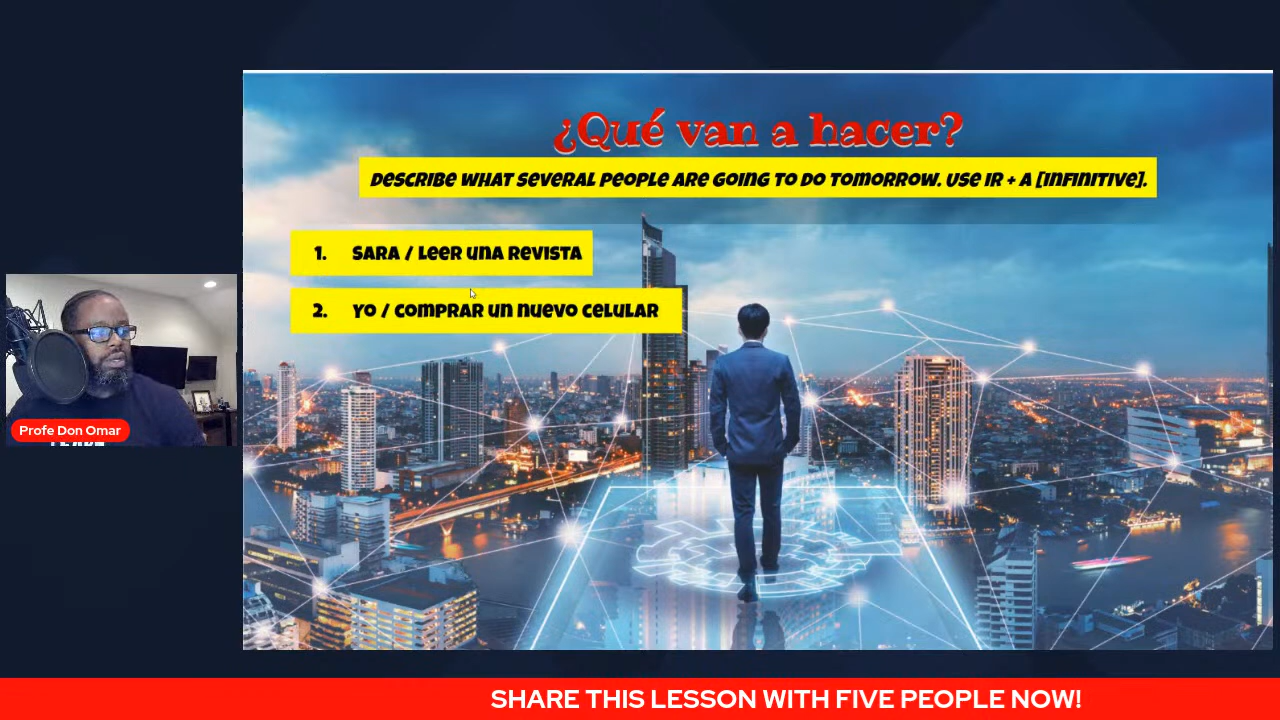 ¿Qué van a hacer?
Describe what several people are going to do tomorrow. Use IR + A [infinitive].
1. Sara / leer una revista
2. Yo / comprar un nuevo celular
Profe Don Omar
SHARE THIS LESSON WITH FIVE PEOPLE NOW!